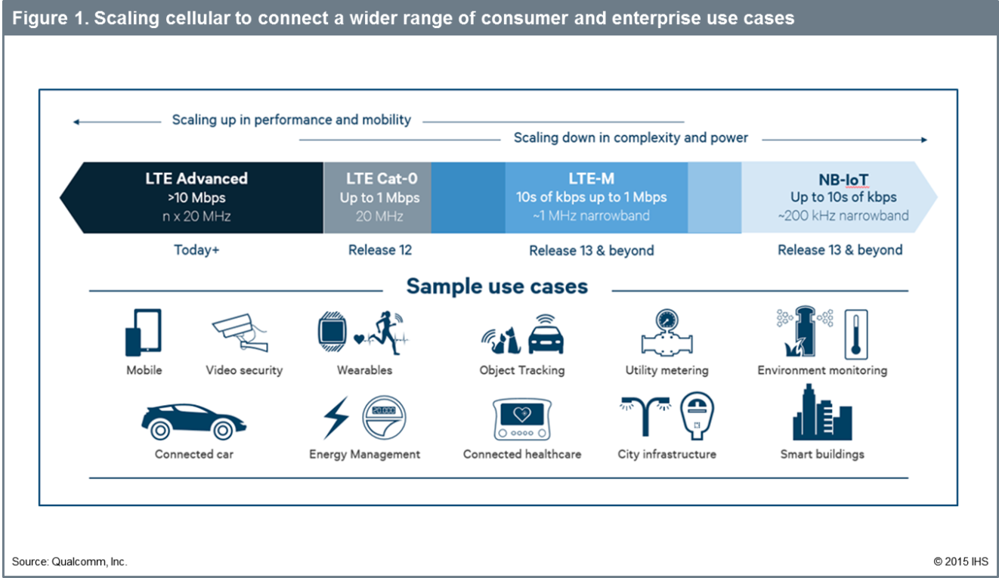 Figure 1. Scaling cellular to connect a wider range of consumer and enterprise use cases
Scaling up in performance and mobility
Scaling down in complexity and power
LTE Advanced
>10 Mbps
n x 20 MHz
LTE Cat-0
Up to 1 Mbps
20 MHz
LTE-M
10s of kbps up to 1 Mbps
~1 MHz narrowband
NB-IoT
Up to 10s of kbps
~200 kHz narrowband
Today+
Release 12
Release 13 & beyond
Release 13 & beyond
Sample use cases
Mobile
Video security
Wearables
Object Tracking
Utility metering
Environment monitoring
20,000
Connected car
Energy Management
Connected healthcare
City infrastructure
Smart buildings
Source: Qualcomm, Inc.
© 2015 IHS